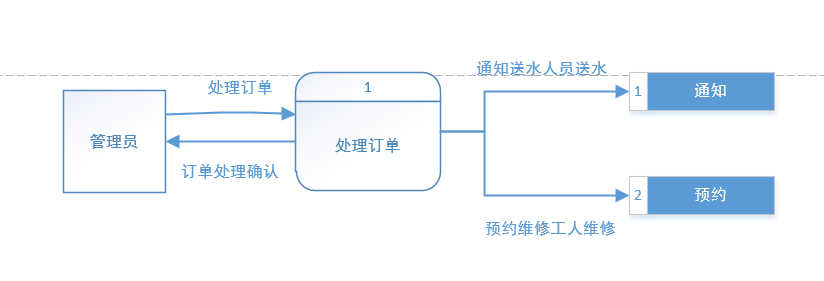 通知送水人员送水
处理订单
1
1
通知
管理员
处理订单
订单处理确认
2
预约
预约维修工人维修